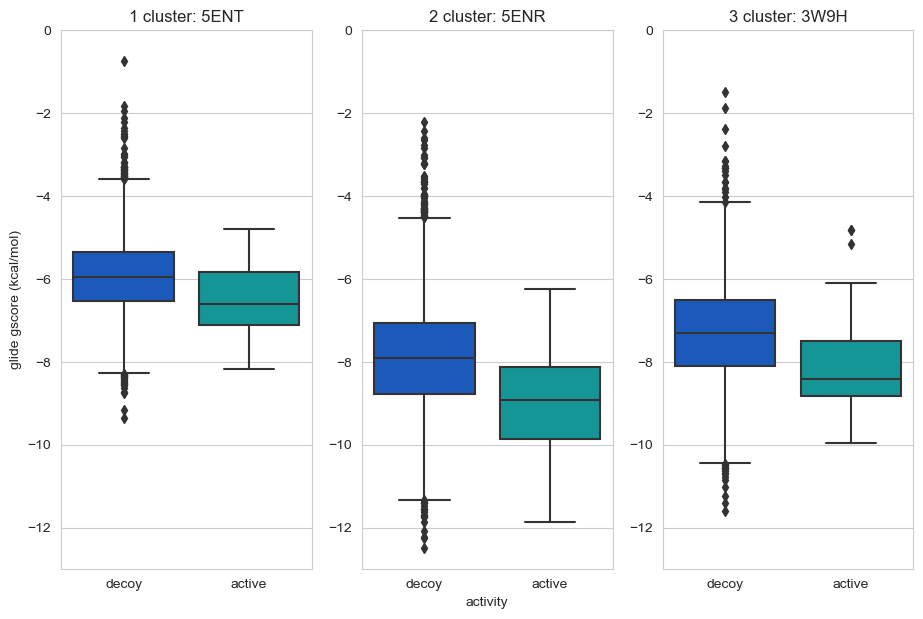 1 cluster: 5ENT
2 cluster: 5ENR
3 cluster: 3W9H
glide gscore (kcal/mol)
0
−2
−4
−6
−8
−10
−12
decoy
active
0
−2
−4
−6
−8
−10
−12
decoy
active
activity
0
−2
−4
−6
−8
−10
−12
decoy
active